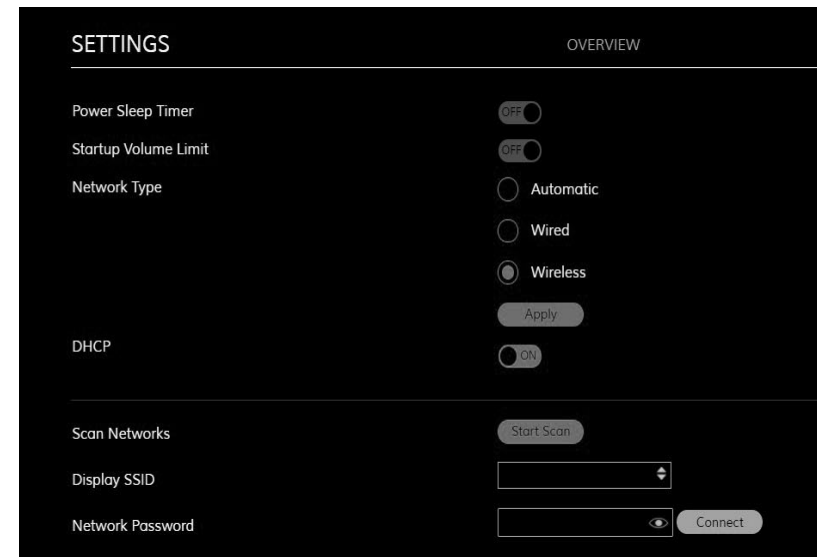 SETTINGS OVERVIEW
Power Sleep Timer OFF
Startup Volume Limit OFF
Network Type Automatic
Wired
Wireless
Apply
DHCP ON
Scan Networks Start Scan
Display SSID
Network Password Connect